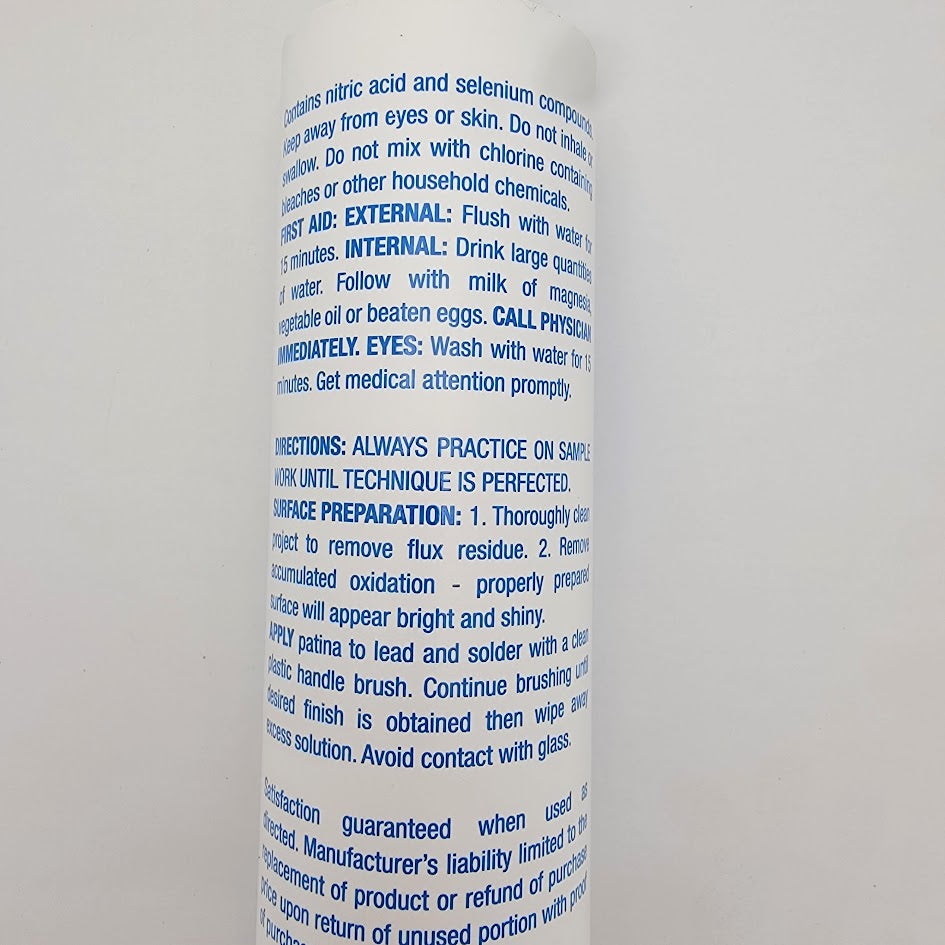 Contains nitric acid and selenium compounds.
Keep away from eyes or skin. Do not inhale or
swallow. Do not mix with chlorine containing
bleaches or other household chemicals.
FIRST AID: EXTERNAL: Flush with water for
15 minutes. INTERNAL: Drink large quantities
of water. Follow with milk of magnesia,
vegetable oil or beaten eggs. CALL PHYSICIAN
IMMEDIATELY. EYES: Wash with water for 15
minutes. Get medical attention promptly.
DIRECTIONS: ALWAYS PRACTICE ON SAMPLE
WORK UNTIL TECHNIQUE IS PERFECTED.
SURFACE PREPARATION: 1. Thoroughly clean
project to remove flux residue. 2. Remove
accumulated oxidation - properly prepared
surface will appear bright and shiny.
APPLY patina to lead and solder with a clean
plastic handle brush. Continue brushing until
desired finish is obtained then wipe away
excess solution. Avoid contact with glass.
Satisfaction guaranteed when used as
directed. Manufacturer's liability limited to the
replacement of product or refund of purchase
price upon return of unused portion with proof
of